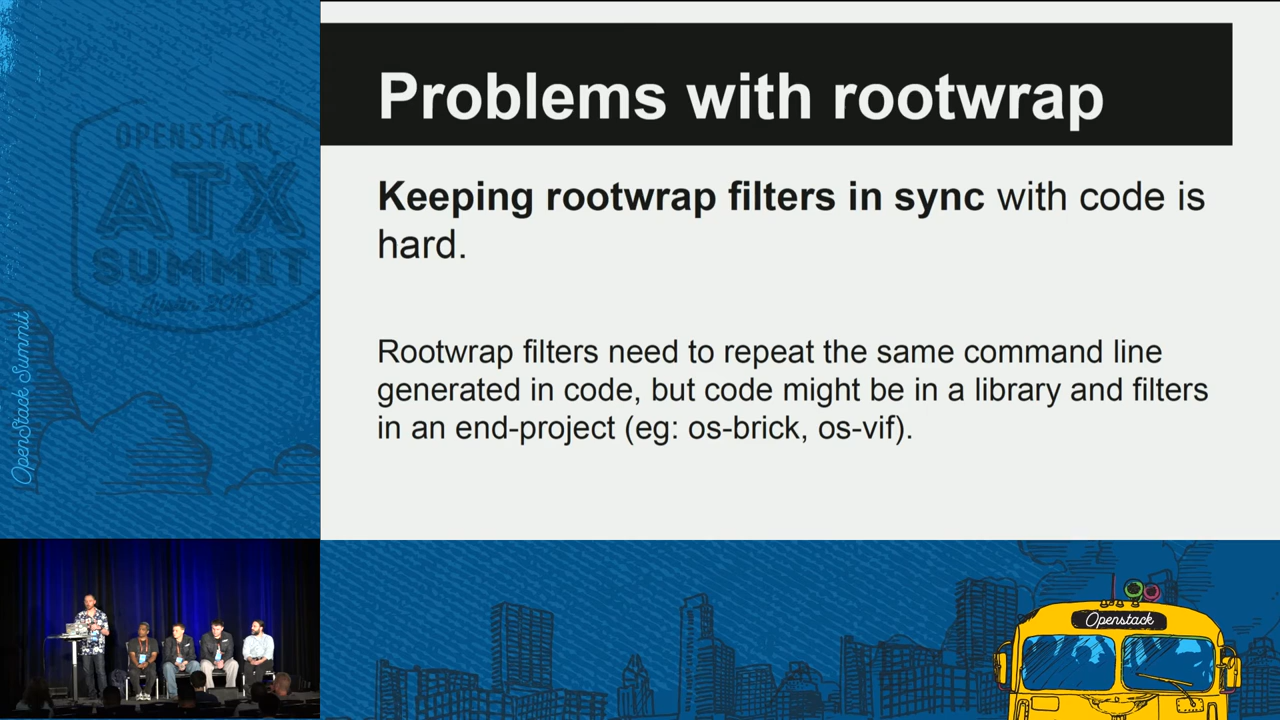 Problems with rootwrap
Keeping rootwrap filters in sync with code is
hard.
Rootwrap filters need to repeat the same command line
generated in code, but code might be in a library and filters
in an end-project (eg: os-brick, os-vif).
OPENSTACK
ATX
SUMMIT
Austin 2016
OpenStack Summit
Openstack